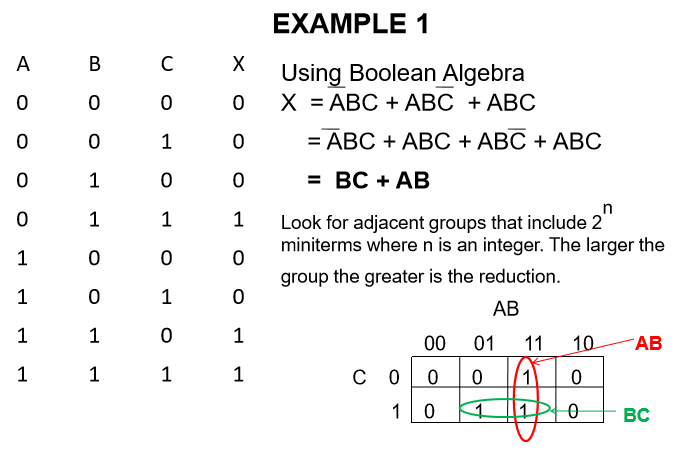 EXAMPLE 1
A B C X
0 0 0 0
0 0 1 0
0 1 0 0
0 1 1 1
1 0 0 0
1 0 1 0
1 1 0 1
1 1 1 1
Using Boolean Algebra
X = A̅BC + ABC̅ + ABC
= A̅BC + ABC + ABC̅ + ABC
= BC + AB
Look for adjacent groups that include 2ⁿ
miniterms where n is an integer. The larger the
group the greater is the reduction.
AB
00 01 11 10
C 0 0 0 1 0
1 0 1 1 0
AB
BC